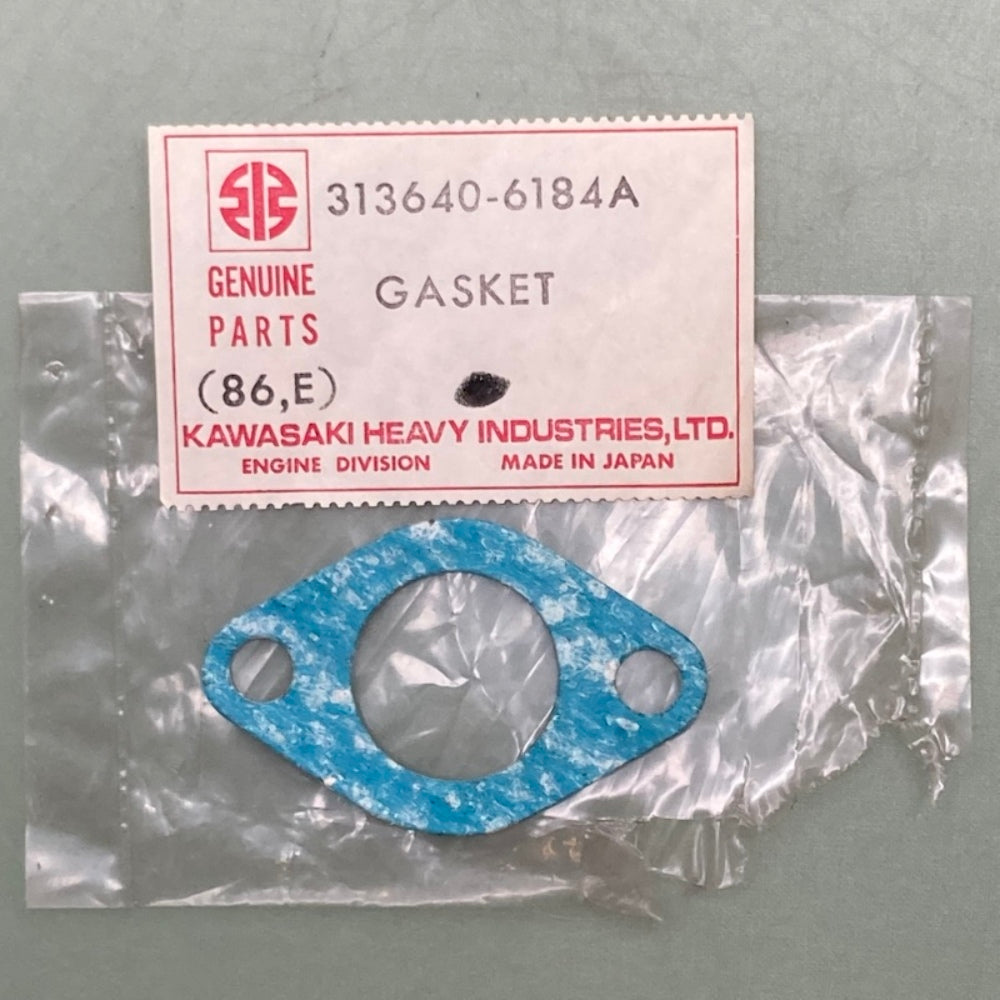 313640-6184A
GENUINE
PARTS
GASKET
(86,E)
KAWASAKI HEAVY INDUSTRIES,LTD.
ENGINE DIVISION MADE IN JAPAN